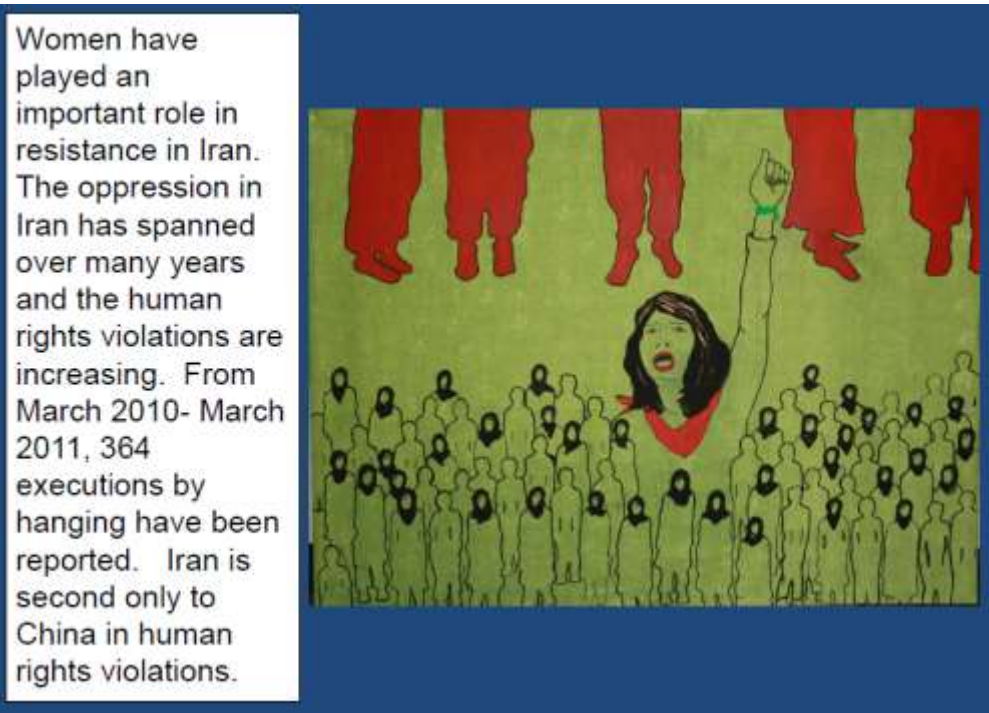 Women have
played an
important role in
resistance in Iran.
The oppression in
Iran has spanned
over many years
and the human
rights violations are
increasing.  From
March 2010- March
2011, 364
executions by
hanging have been
reported.   Iran is
second only to
China in human
rights violations.